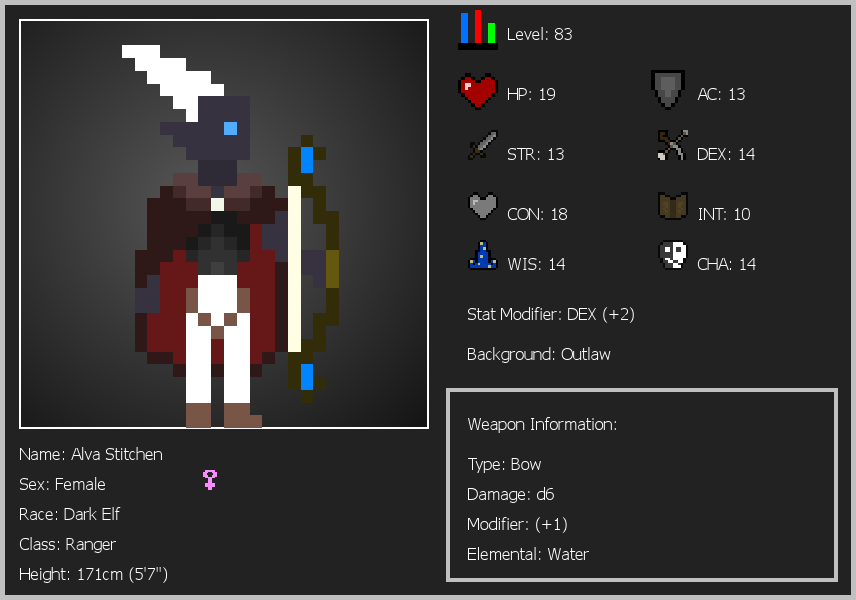 Level: 83
HP: 19
AC: 13
STR: 13
DEX: 14
CON: 18
INT: 10
WIS: 14
CHA: 14
Stat Modifier: DEX (+2)
Background: Outlaw
Weapon Information:
Type: Bow
Damage: d6
Modifier: (+1)
Elemental: Water
Name: Alva Stitchen
Sex: Female
Race: Dark Elf
Class: Ranger
Height: 171cm (5'7")